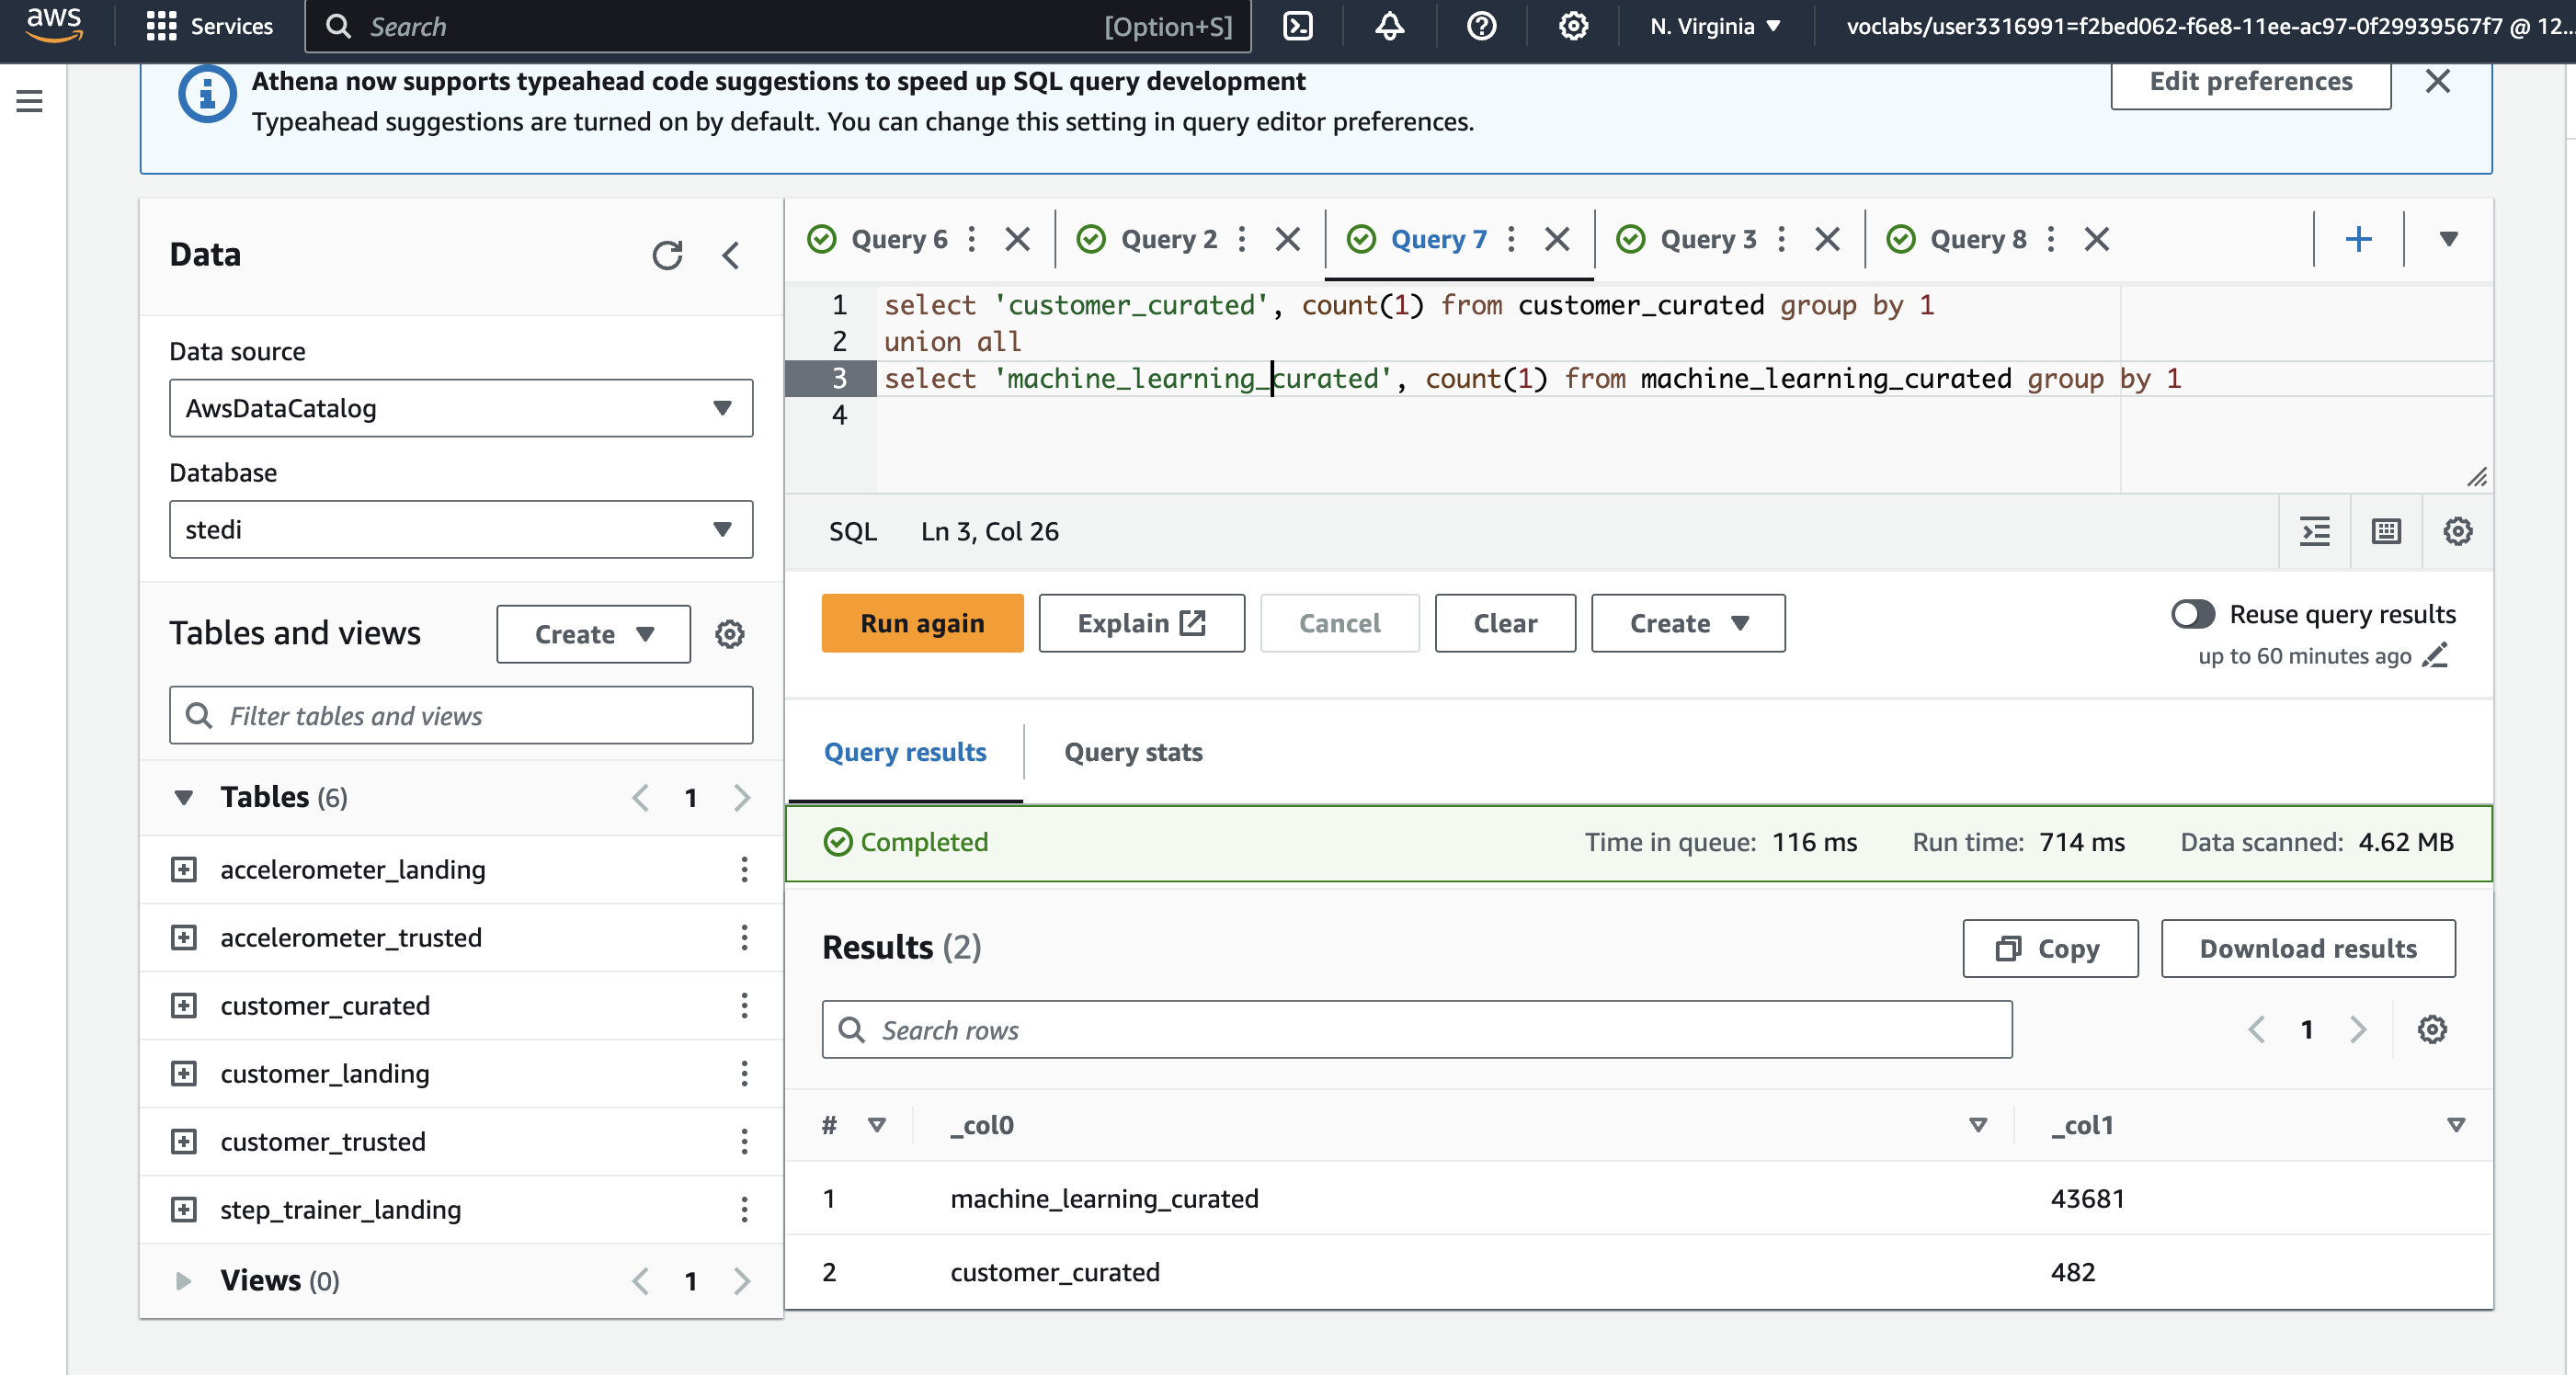 aws Services Search [Option+S] N. Virginia voclabs/user3316991=f2bed062-f6e8-11ee-ac97-0f29939567f7 @ 12...
Athena now supports typeahead code suggestions to speed up SQL query development
Typeahead suggestions are turned on by default. You can change this setting in query editor preferences.
Edit preferences
Data
Data source
AwsDataCatalog
Database
stedi
Tables and views Create
Filter tables and views
Tables (6) 1
accelerometer_landing
accelerometer_trusted
customer_curated
customer_landing
customer_trusted
step_trainer_landing
Views (0) 1
Query 6 Query 2 Query 7 Query 3 Query 8
1 select 'customer_curated', count(1) from customer_curated group by 1
2 union all
3 select 'machine_learning_curated', count(1) from machine_learning_curated group by 1
4
SQL Ln 3, Col 26
Run again Explain Cancel Clear Create
Reuse query results
up to 60 minutes ago
Query results Query stats
Completed Time in queue: 116 ms Run time: 714 ms Data scanned: 4.62 MB
Results (2) Copy Download results
Search rows 1
# _col0 _col1
1 machine_learning_curated 43681
2 customer_curated 482